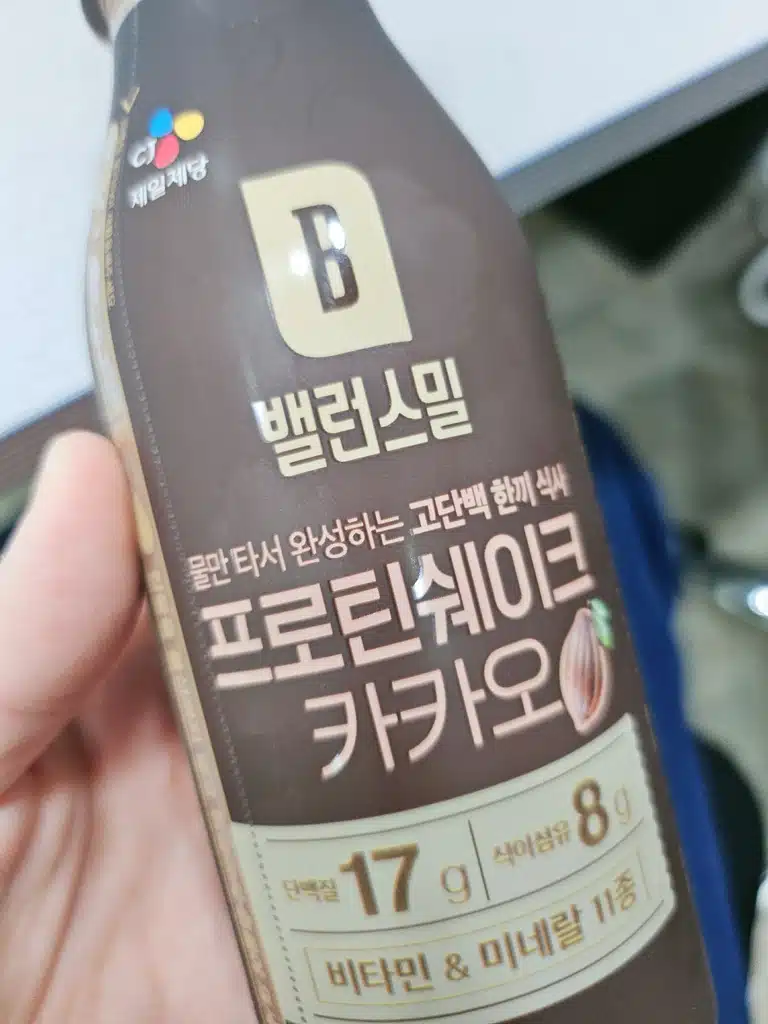 CJ
제일제당
B
밸런스밀
물만 타서 완성하는 고단백 한끼 식사
프로틴쉐이크
카카오
단백질 17 g
식이섬유 8 g
비타민 & 미네랄 11종